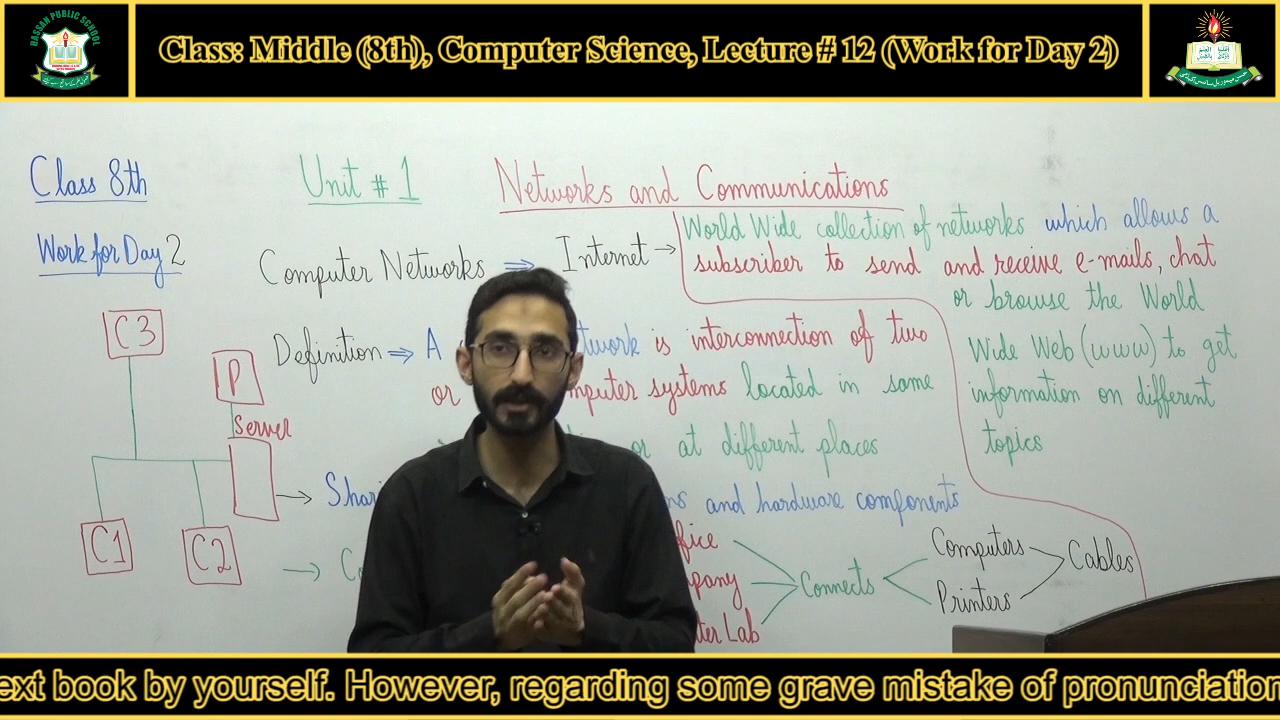 HASSAN PUBLIC SCHOOL
Class: Middle (8th), Computer Science, Lecture # 12 (Work for Day 2)
Class 8th
Unit # 1
Networks and Communications
Work for Day 2
Computer Networks ⇒ Internet →
World Wide collection of networks which allows a
subscriber to send and receive e-mails, chat
or browse the World
Wide Web (www) to get
information on different
topics
Definition ⇒ A is interconnection of two
or systems located in same
or at different places
and hardware components
C3
P
Server
C1
C2
Lab
Connects
Computers
Printers
Cables
book by yourself. However, regarding some grave mistake of pronunciation